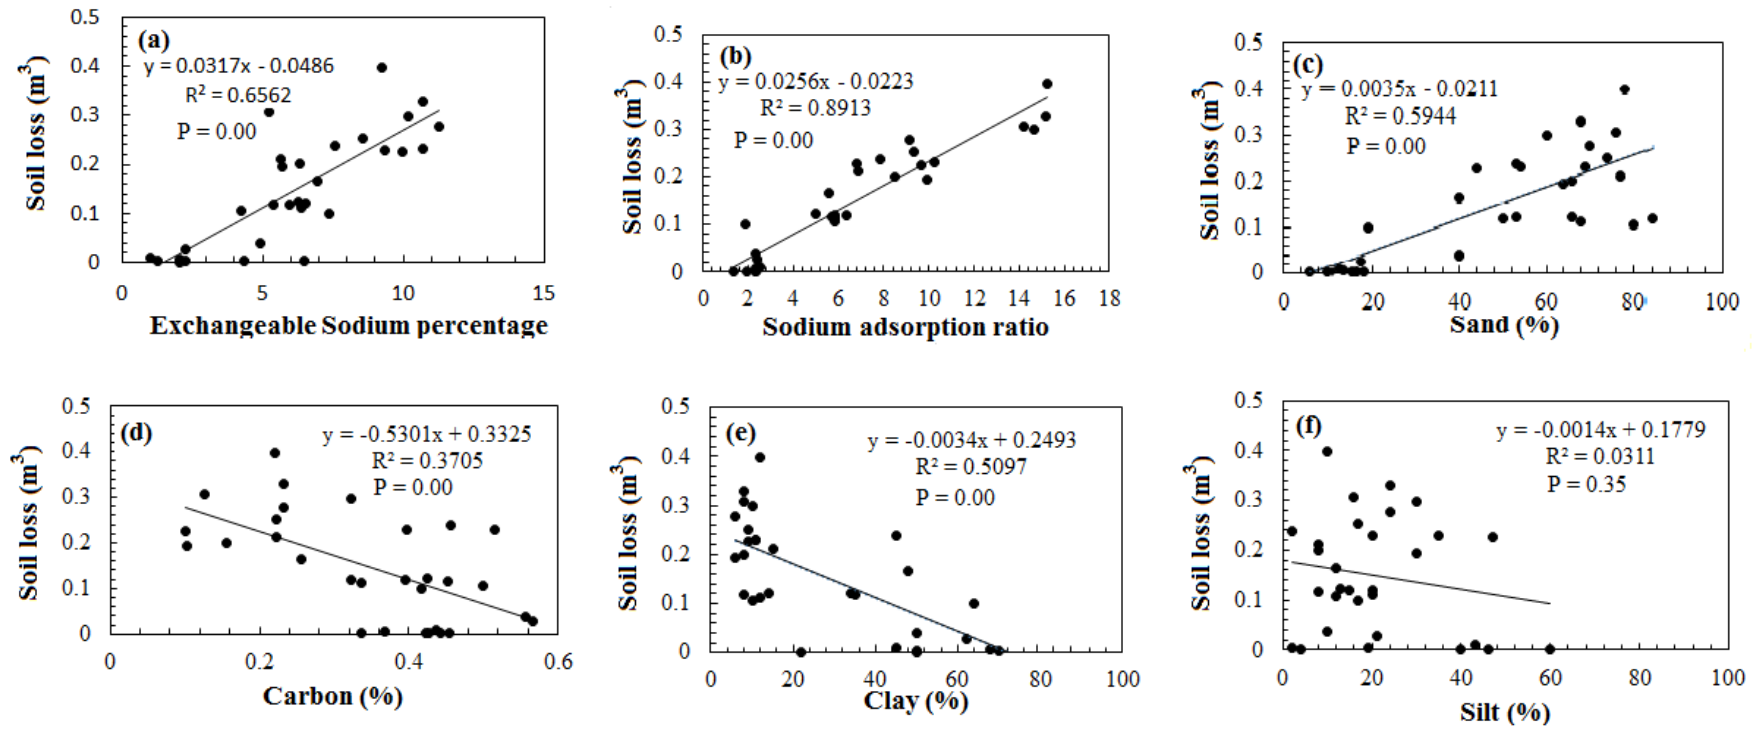 (a)
y = 0.0317x - 0.0486
R² = 0.6562
P = 0.00
Soil loss (m³)
0.5
0.4
0.3
0.2
0.1
0
0 5 10 15
Exchangeable Sodium percentage
(b)
y = 0.0256x - 0.0223
R² = 0.8913
P = 0.00
Soil loss (m³)
0.5
0.4
0.3
0.2
0.1
0
0 2 4 6 8 10 12 14 16 18
Sodium adsorption ratio
(c)
y = 0.0035x - 0.0211
R² = 0.5944
P = 0.00
Soil loss (m³)
0.5
0.4
0.3
0.2
0.1
0
0 20 40 60 80 100
Sand (%)
(d)
y = -0.5301x + 0.3325
R² = 0.3705
P = 0.00
Soil loss (m³)
0.5
0.4
0.3
0.2
0.1
0
0 0.2 0.4 0.6
Carbon (%)
(e)
y = -0.0034x + 0.2493
R² = 0.5097
P = 0.00
Soil loss (m³)
0.5
0.4
0.3
0.2
0.1
0
0 20 40 60 80 100
Clay (%)
(f)
y = -0.0014x + 0.1779
R² = 0.0311
P = 0.35
Soil loss (m³)
0.5
0.4
0.3
0.2
0.1
0
0 20 40 60 80 100
Silt (%)